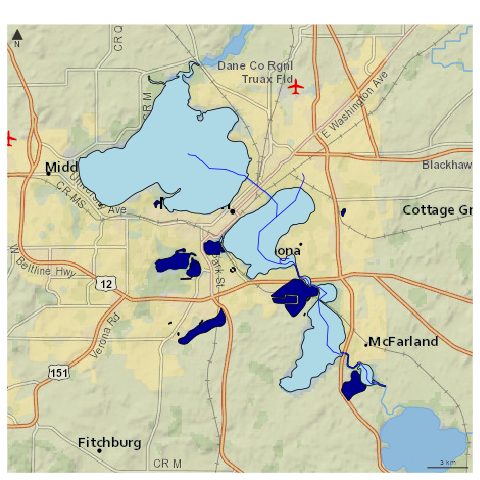 N
CR Q
Dane Co Rgnl
Truax Fld
CR M
E Washington Ave
Blackhaw
Midd
CR-MS
University Ave
Cottage Gr
ona
W Beltline Hwy
Park St
12
Verona Rd
McFarland
151
Fitchburg
CR M
3 km